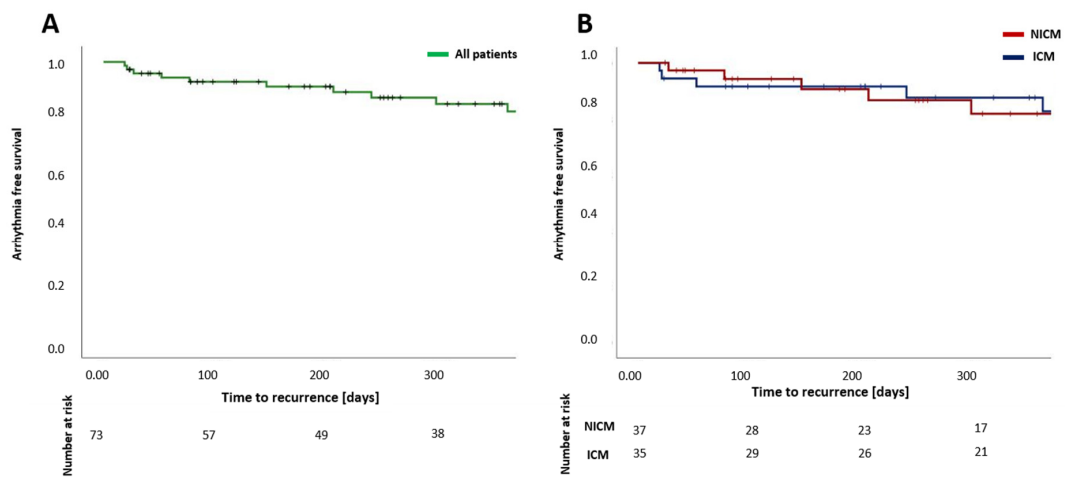 A
All patients
1.0
0.8
0.6
0.4
0.2
0.0
Arrhythmia free survival
0.00 100 200 300
Time to recurrence [days]
Number at risk
73 57 49 38
B
NICM
ICM
1.0
0.8
0.6
0.4
0.2
0.0
Arrhythmia free survival
0.00 100 200 300
Time to recurrence [days]
Number at risk
NICM 37 28 23 17
ICM 35 29 26 21